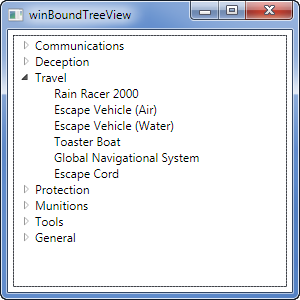 winBoundTreeView
Communications
Deception
Travel
Rain Racer 2000
Escape Vehicle (Air)
Escape Vehicle (Water)
Toaster Boat
Global Navigational System
Escape Cord
Protection
Munitions
Tools
General